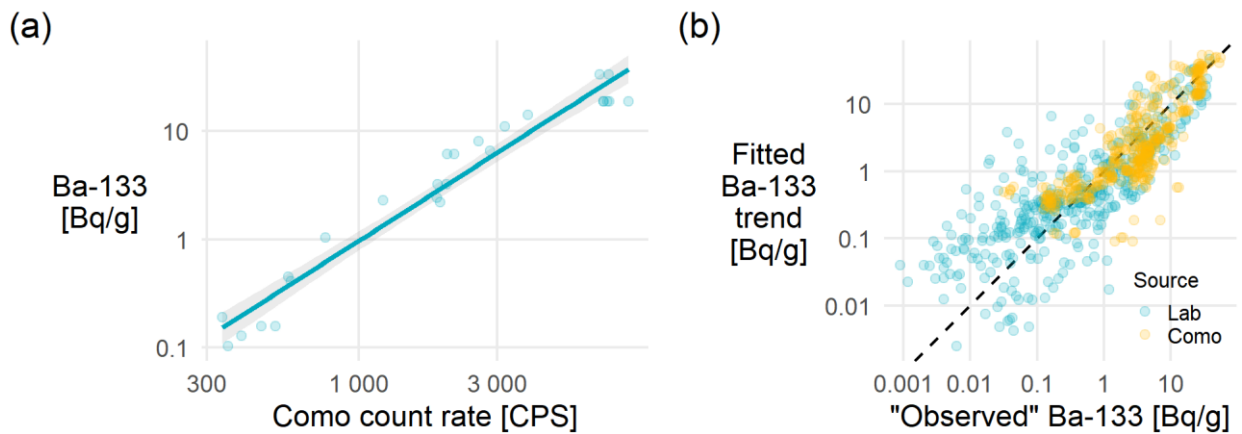 (a)
Ba-133
[Bq/g]
10
1
0.1
300
1 000
3 000
Como count rate [CPS]
(b)
Fitted
Ba-133
trend
[Bq/g]
10
1
0.1
0.01
Source
Lab
Como
0.001
0.01
0.1
1
10
"Observed" Ba-133 [Bq/g]